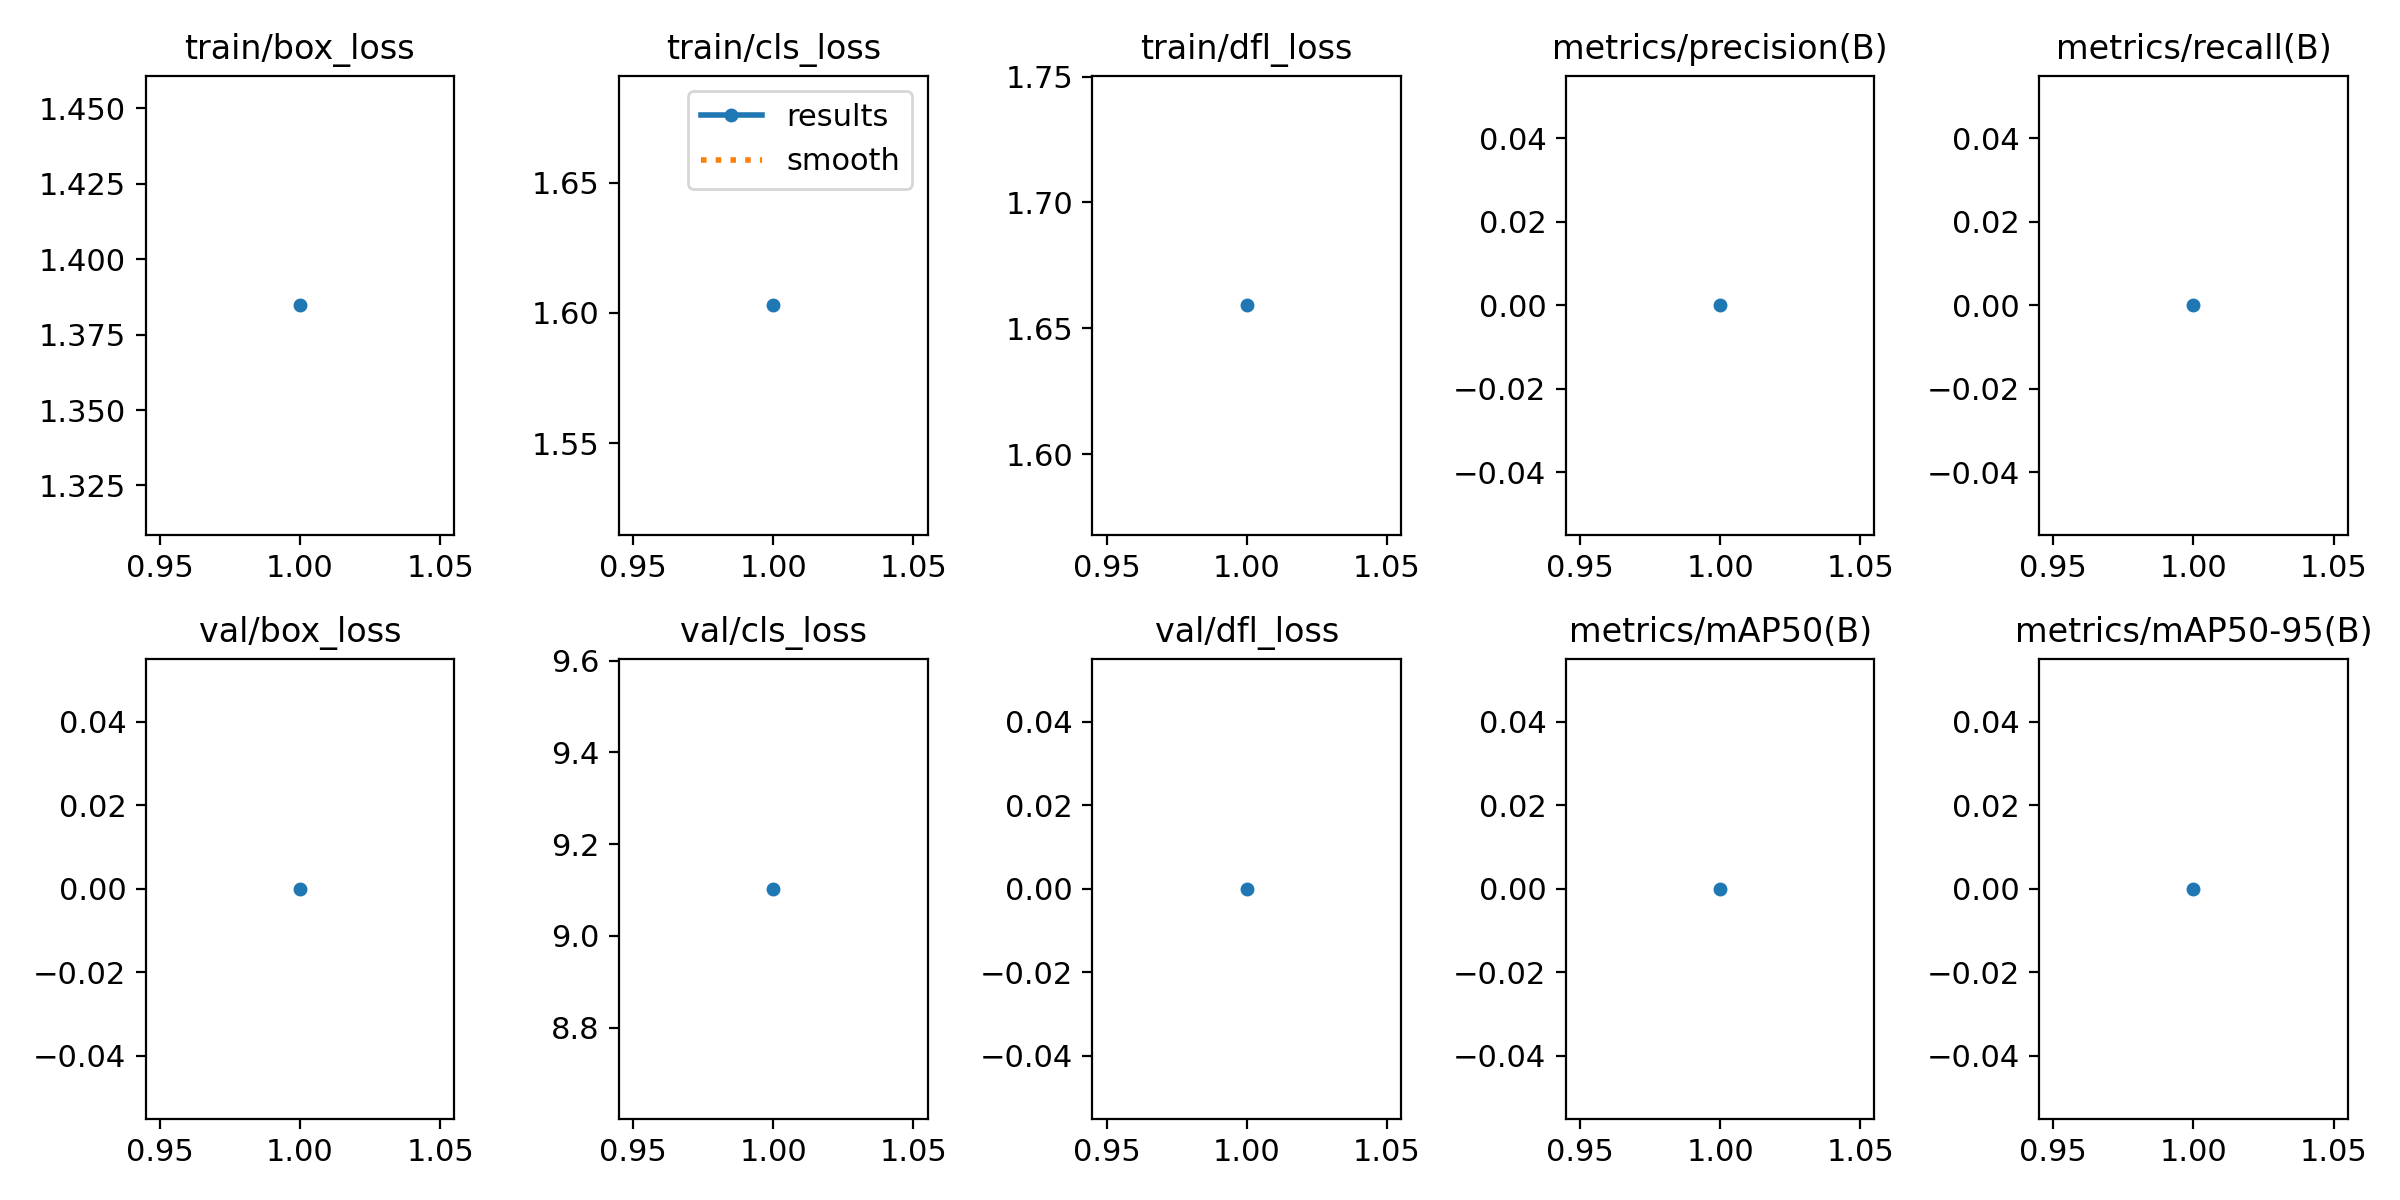 train/box_loss
1.450
1.425
1.400
1.375
1.350
1.325
0.95 1.00 1.05
train/cls_loss
results
smooth
1.65
1.60
1.55
0.95 1.00 1.05
train/dfl_loss
1.75
1.70
1.65
1.60
0.95 1.00 1.05
metrics/precision(B)
0.04
0.02
0.00
−0.02
−0.04
0.95 1.00 1.05
metrics/recall(B)
0.04
0.02
0.00
−0.02
−0.04
0.95 1.00 1.05
val/box_loss
0.04
0.02
0.00
−0.02
−0.04
0.95 1.00 1.05
val/cls_loss
9.6
9.4
9.2
9.0
8.8
0.95 1.00 1.05
val/dfl_loss
0.04
0.02
0.00
−0.02
−0.04
0.95 1.00 1.05
metrics/mAP50(B)
0.04
0.02
0.00
−0.02
−0.04
0.95 1.00 1.05
metrics/mAP50-95(B)
0.04
0.02
0.00
−0.02
−0.04
0.95 1.00 1.05